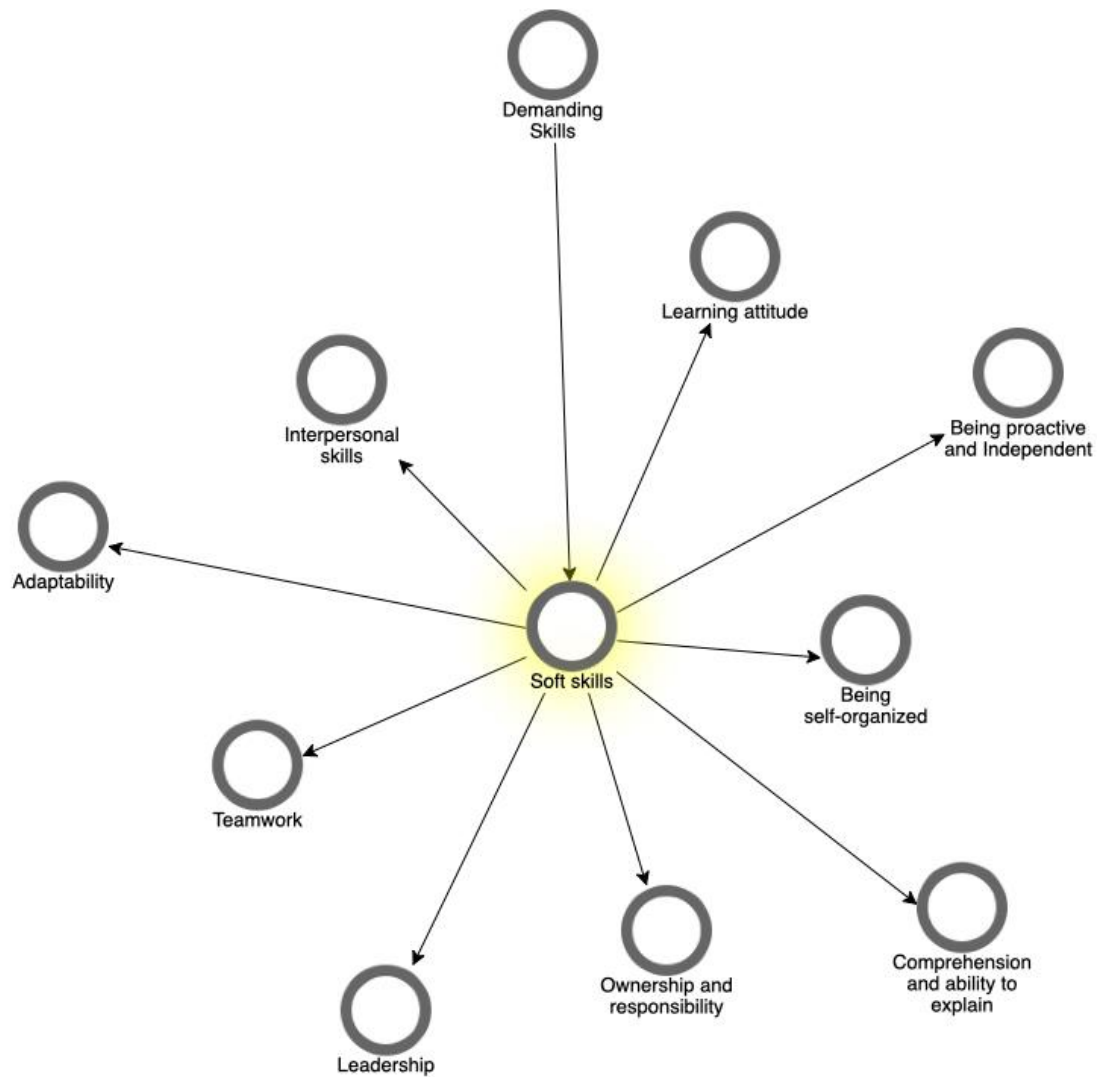 Demanding
Skills
Learning attitude
Interpersonal
skills
Being proactive
and Independent
Adaptability
Soft skills
Being
self-organized
Teamwork
Comprehension
and ability to
explain
Ownership and
responsibility
Leadership